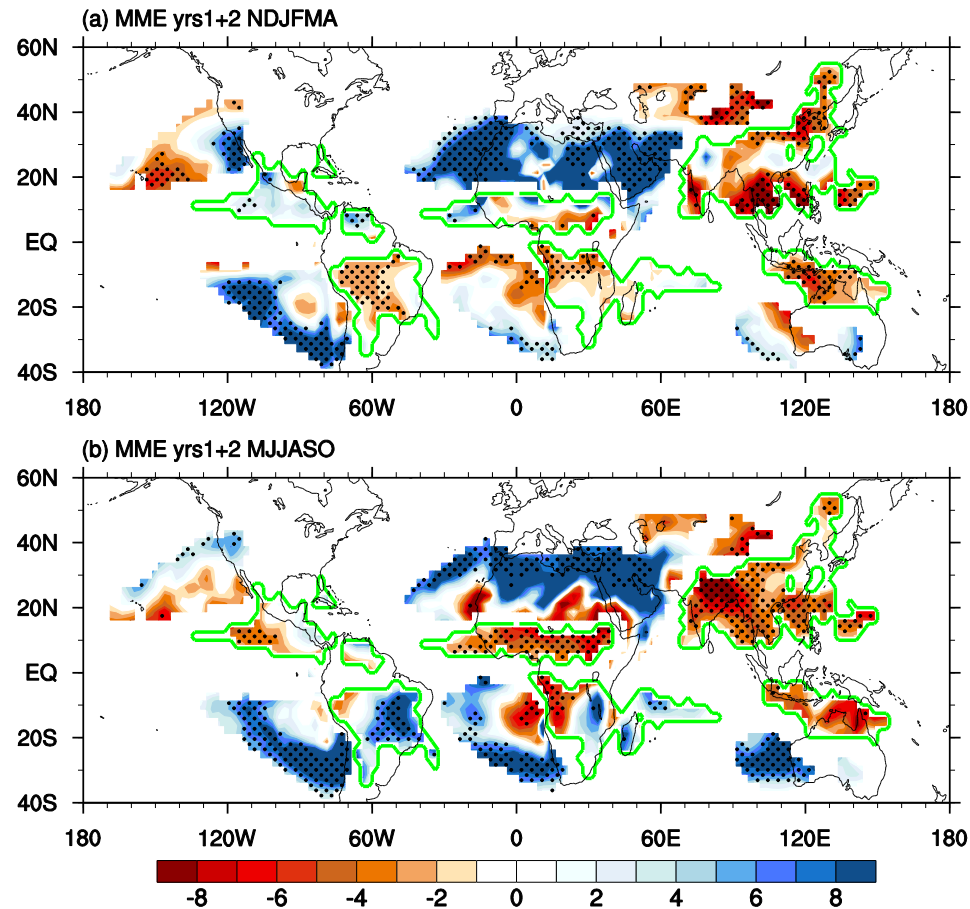 (a) MME yrs1+2 NDJFMA
60N
40N
20N
EQ
20S
40S
180 120W 60W 0 60E 120E 180
(b) MME yrs1+2 MJJASO
60N
40N
20N
EQ
20S
40S
180 120W 60W 0 60E 120E 180
-8 -6 -4 -2 0 2 4 6 8